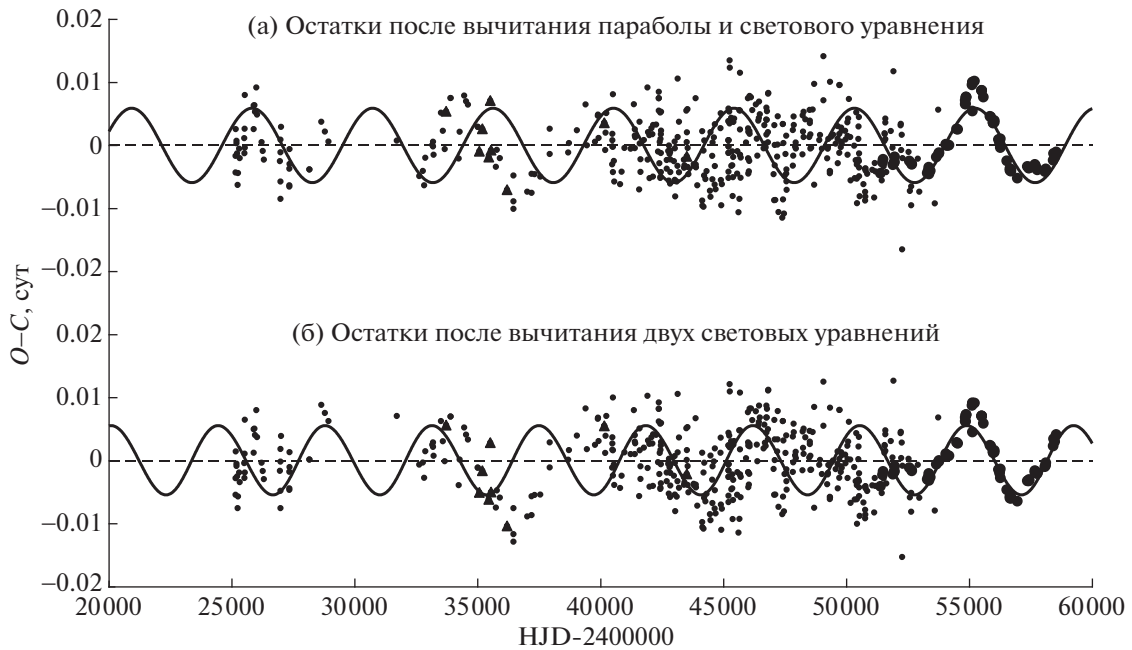 0.02
(а) Остатки после вычитания параболы и светового уравнения
0.01
0
–0.01
–0.02
O–C, сут
0.02
(б) Остатки после вычитания двух световых уравнений
0.01
0
–0.01
–0.02
20000 25000 30000 35000 40000 45000 50000 55000 60000
HJD-2400000